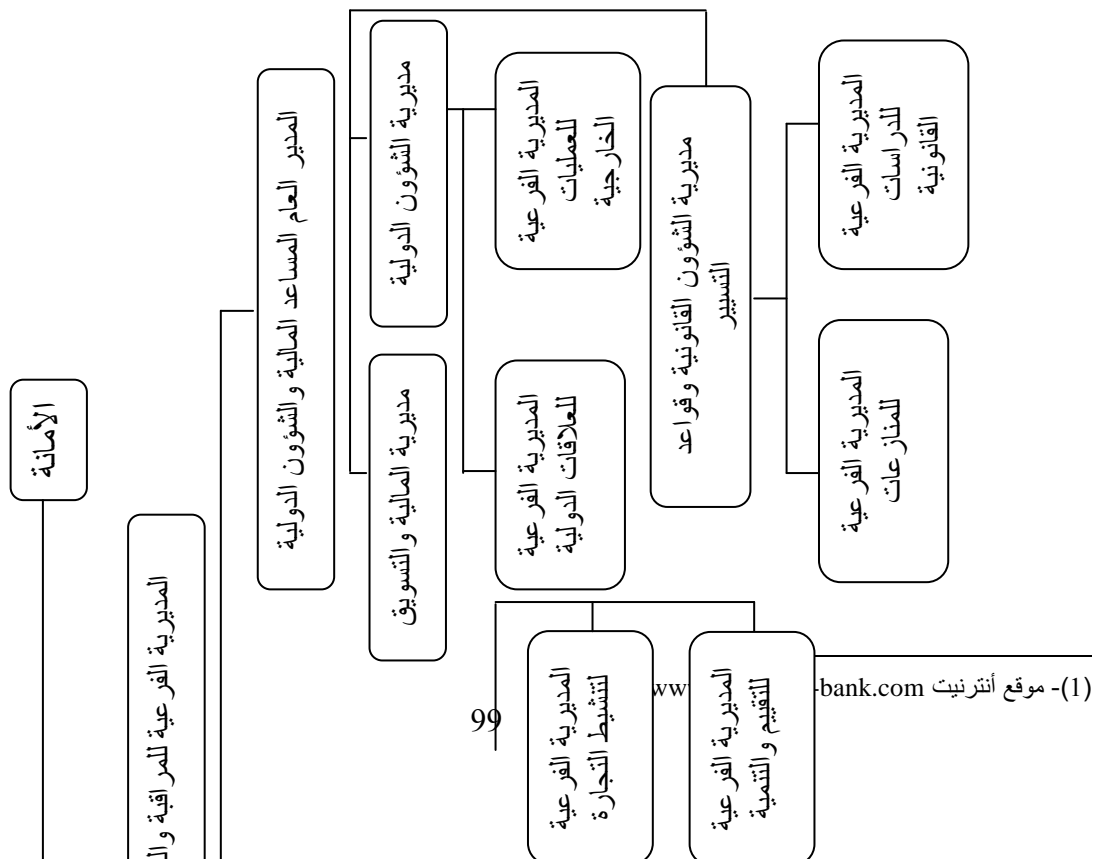 الأمانة
المديرية الفرعية للمراقبة
المدير العام المساعد المالية والشؤون الدولية
مديرية الشؤون الدولية
مديرية المالية والتسويق
المديرية الفرعية
للعمليات
الخارجية
المديرية الفرعية
للعلاقات الدولية
مديرية الشؤون القانونية وقواعد
التسيير
المديرية الفرعية
للدراسات
القانونية
المديرية الفرعية
للمنازعات
المديرية الفرعية
لتنشيط التجارة
المديرية الفرعية
للتقييم والتنمية
(1)- موقع أنترنيت -bank.com
99